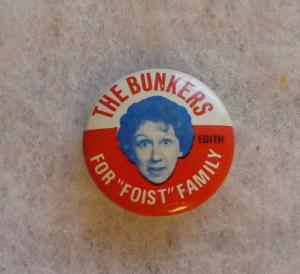 THE BUNKERS
EDITH
FOR "FOIST" FAMILY